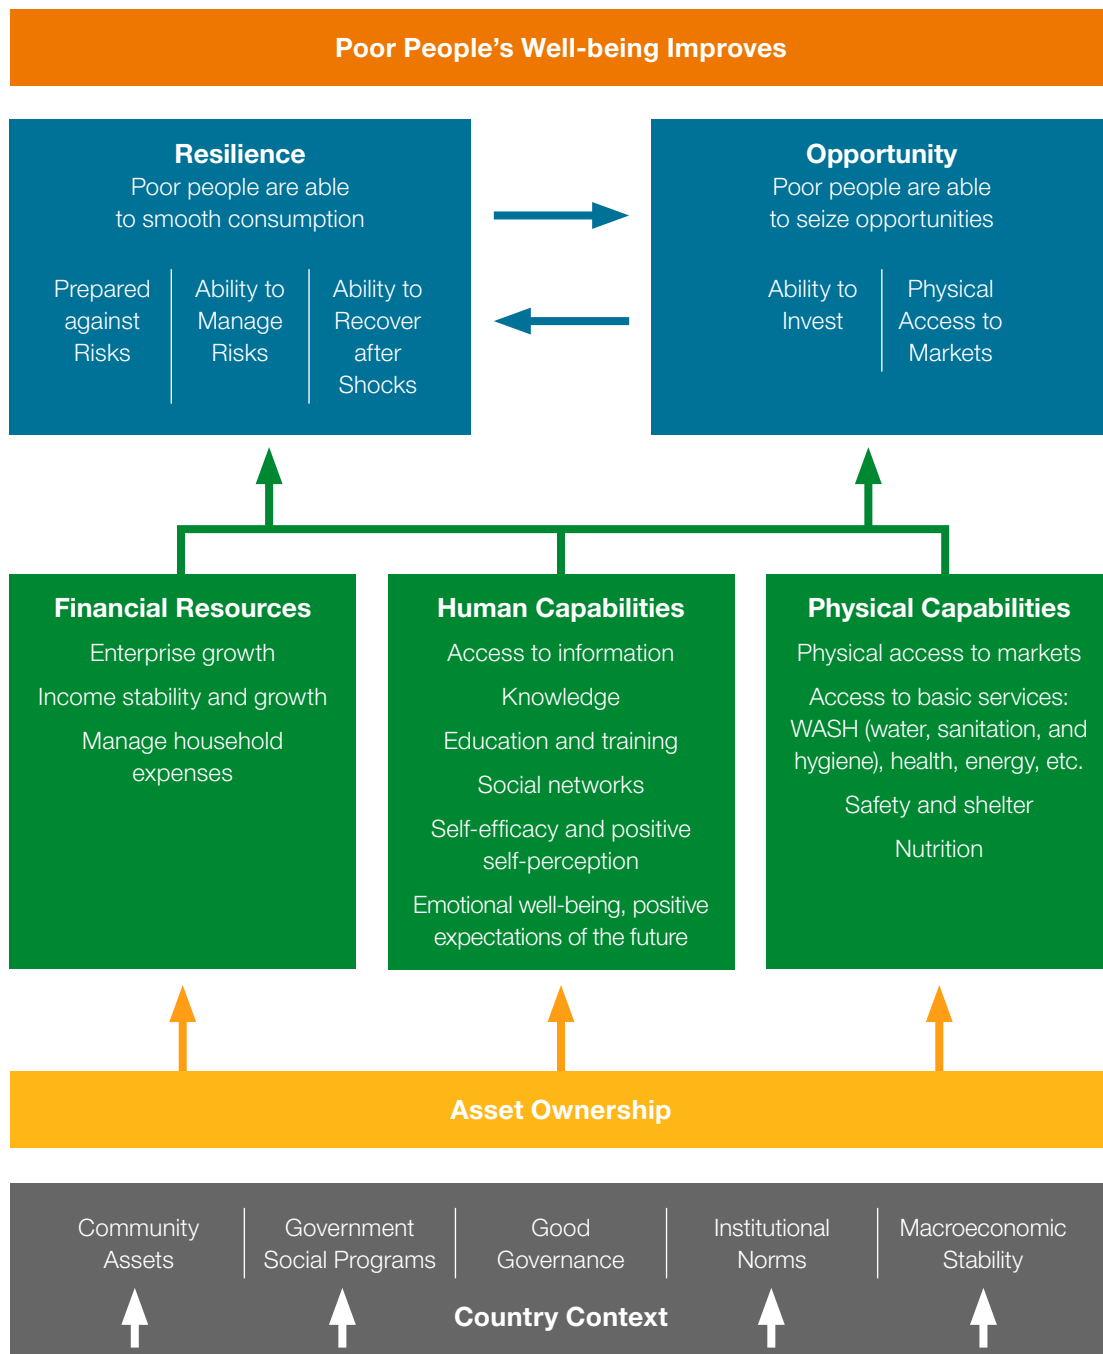 Poor People’s Well-being Improves
Resilience
Poor people are able
to smooth consumption
Prepared
against
Risks
Ability to
Manage
Risks
Ability to
Recover
after
Shocks
Opportunity
Poor people are able
to seize opportunities
Ability to
Invest
Physical
Access to
Markets
Financial Resources
Enterprise growth
Income stability and growth
Manage household
expenses
Human Capabilities
Access to information
Knowledge
Education and training
Social networks
Self-efficacy and positive
self-perception
Emotional well-being, positive
expectations of the future
Physical Capabilities
Physical access to markets
Access to basic services:
WASH (water, sanitation, and
hygiene), health, energy, etc.
Safety and shelter
Nutrition
Asset Ownership
Community
Assets
Government
Social Programs
Good
Governance
Institutional
Norms
Macroeconomic
Stability
Country Context